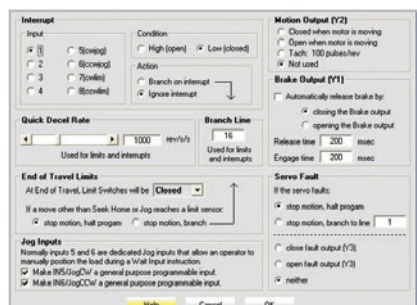 Interrupt
Input
1
2
3
4
5(cwjog)
6(ccwjog)
7(cwlim)
8(ccwlim)
Condition
High (open)
Low (closed)
Action
Branch on interrupt
Ignore interrupt
Quick Decel Rate
1000 rev/s/s
Used for limits and interrupts
Branch Line
16
Used for limits
and interrupts
End of Travel Limits
At End of Travel, Limit Switches will be Closed
If a move other than Seek Home or Jog reaches a limit sensor:
stop motion, halt progam
stop motion, branch
Jog Inputs
Normally inputs 5 and 6 are dedicated Jog inputs that allow an operator to
manually position the load during a Wait Input instruction.
Make IN5/JogCW a general purpose programmable input.
Make IN6/JogCCW a general purpose programmable input.
Motion Output (Y2)
Closed when motor is moving
Open when motor is moving
Tach: 100 pulses/rev
Not used
Brake Output (Y1)
Automatically release brake by:
closing the Brake output
opening the Brake output
Release time 200 msec
Engage time 200 msec
Servo Fault
If the servo faults:
stop motion, halt progam
stop motion, branch to line 1
close fault output (Y3)
open fault output (Y3)
neither
Help
Cancel
OK